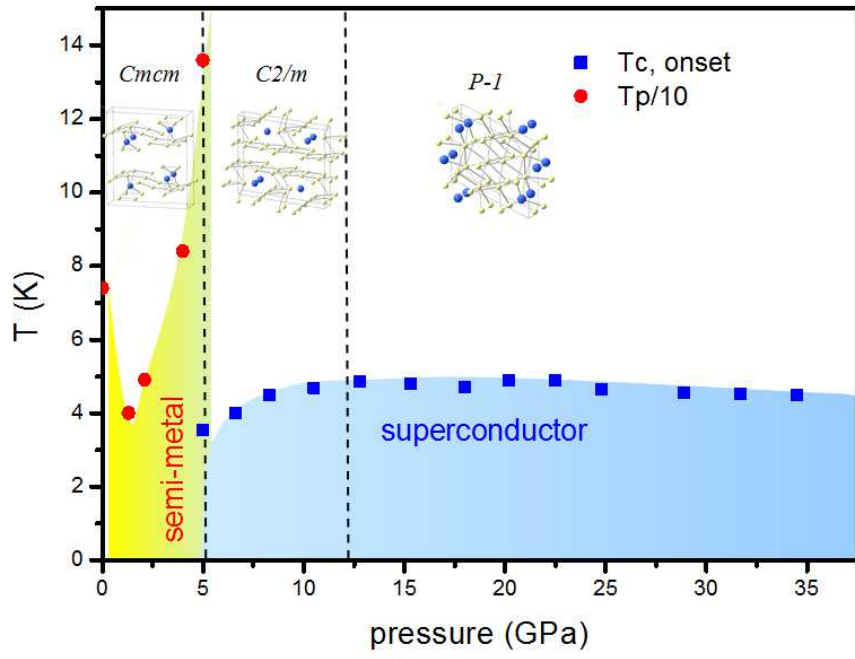 Cmcm
C2/m
P-1
Tc, onset
Tp/10
14
12
10
8
6
4
2
0
T (K)
semi-metal
superconductor
0
5
10
15
20
25
30
35
pressure (GPa)